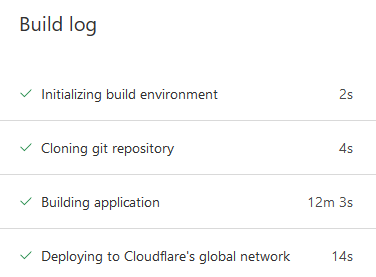 Build log
Initializing build environment 2s
Cloning git repository 4s
Building application 12m 3s
Deploying to Cloudflare's global network 14s